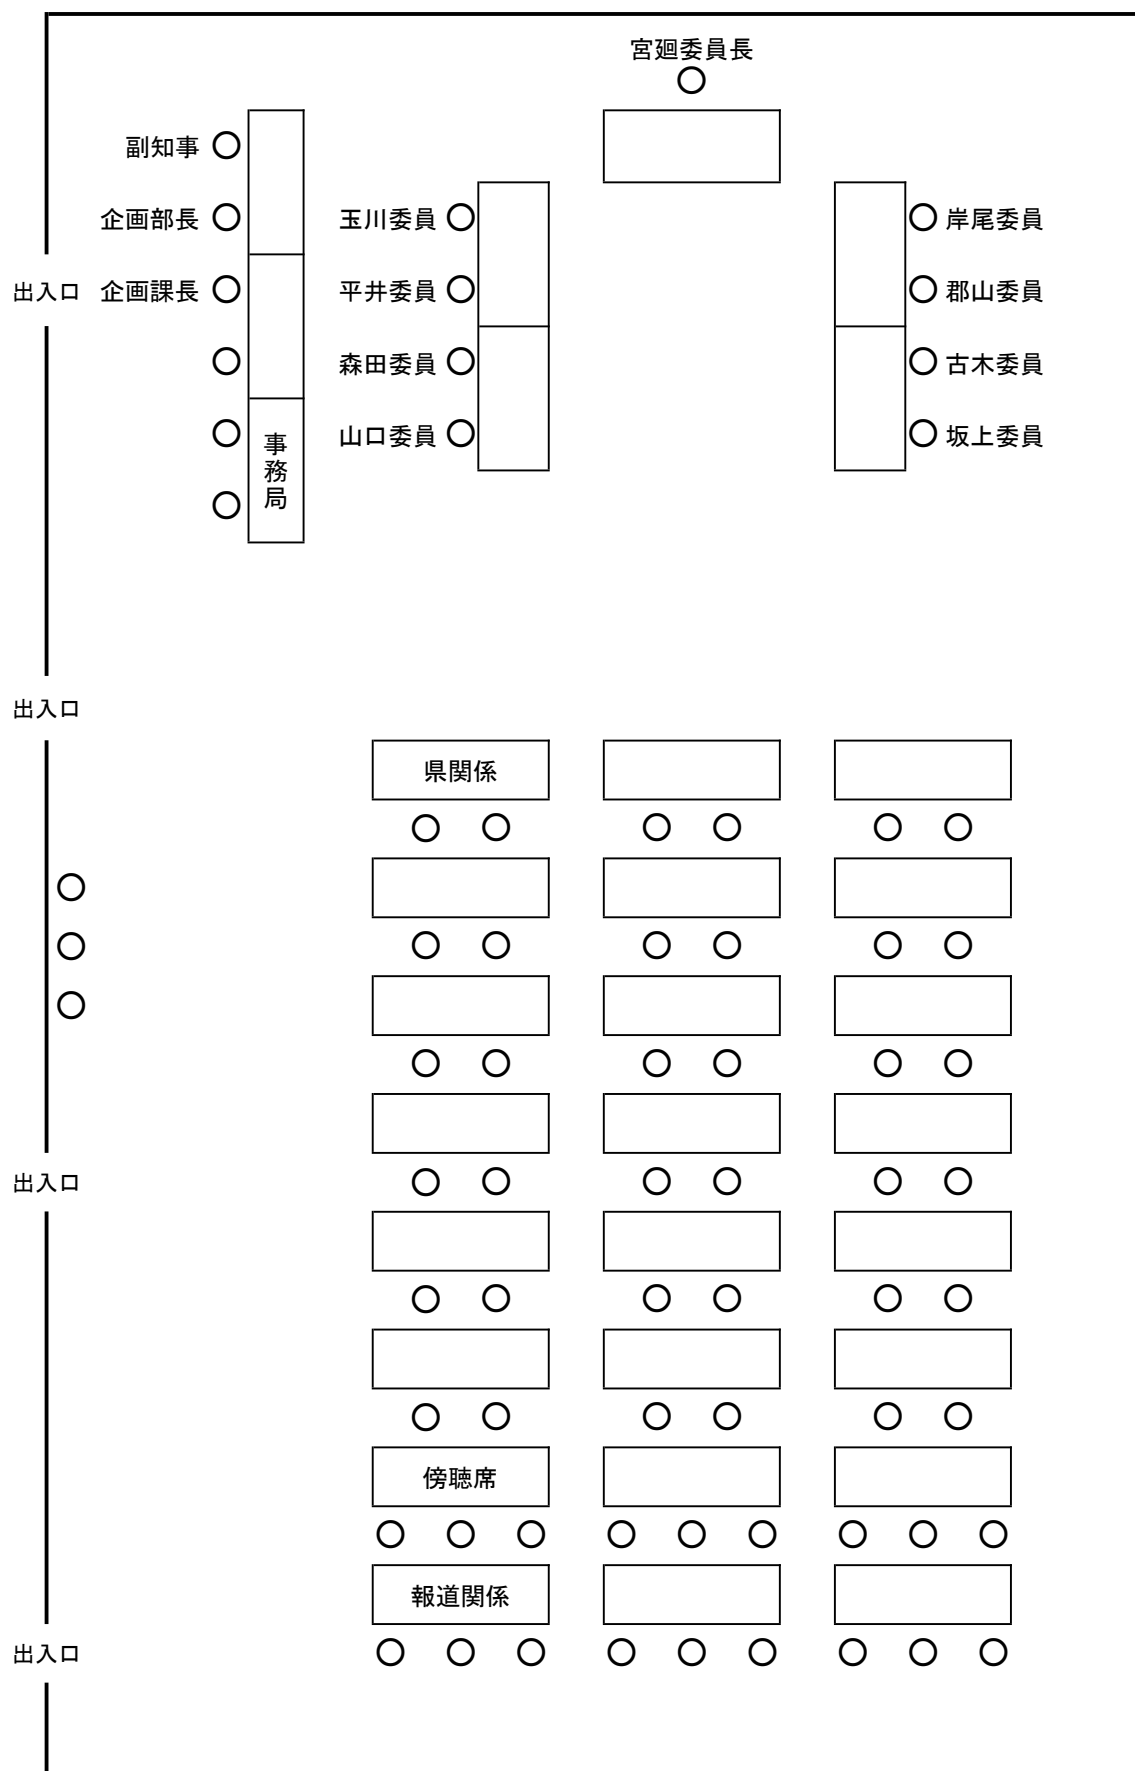 宮廻委員長
副知事
企画部長
玉川委員
岸尾委員
出入口
企画課長
平井委員
郡山委員
森田委員
古木委員
山口委員
坂上委員
事務局
出入口
県関係
出入口
傍聴席
報道関係
出入口